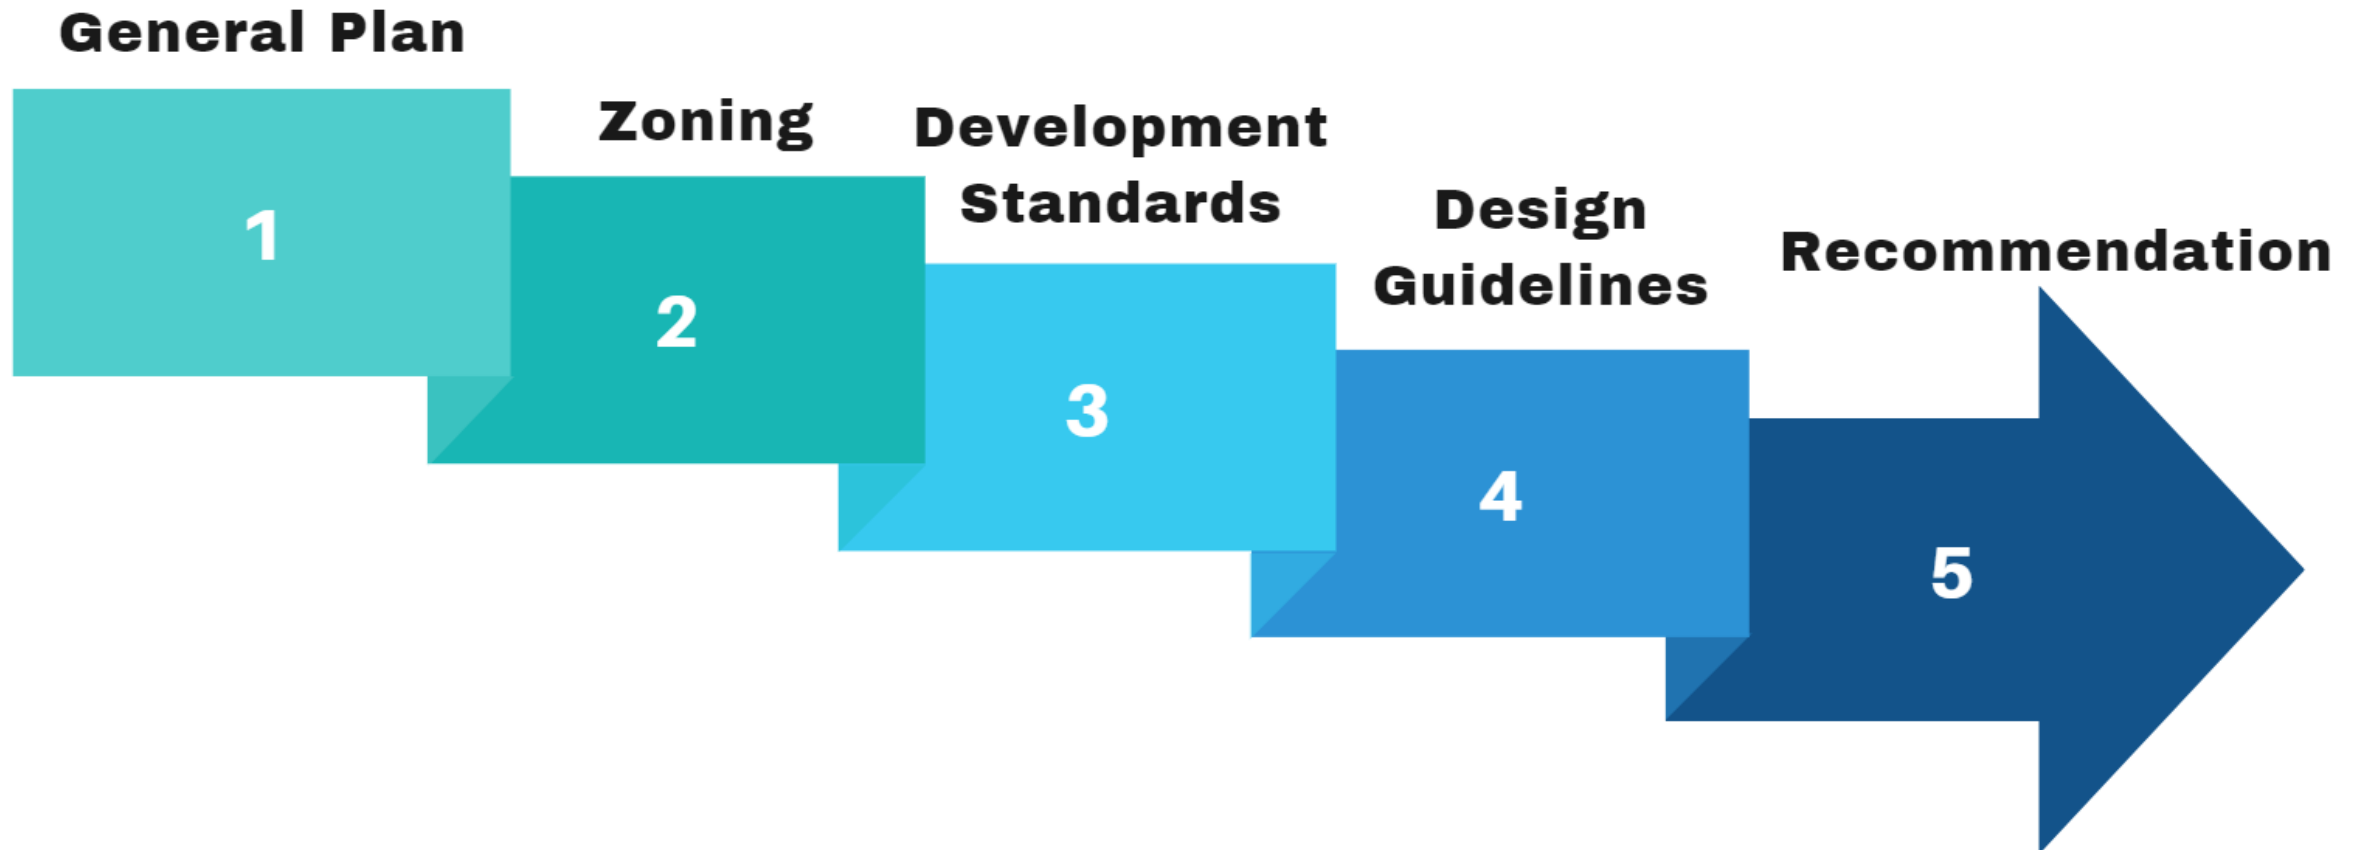 General Plan
1
Zoning
2
Development
Standards
3
Design
Guidelines
4
Recommendation
5